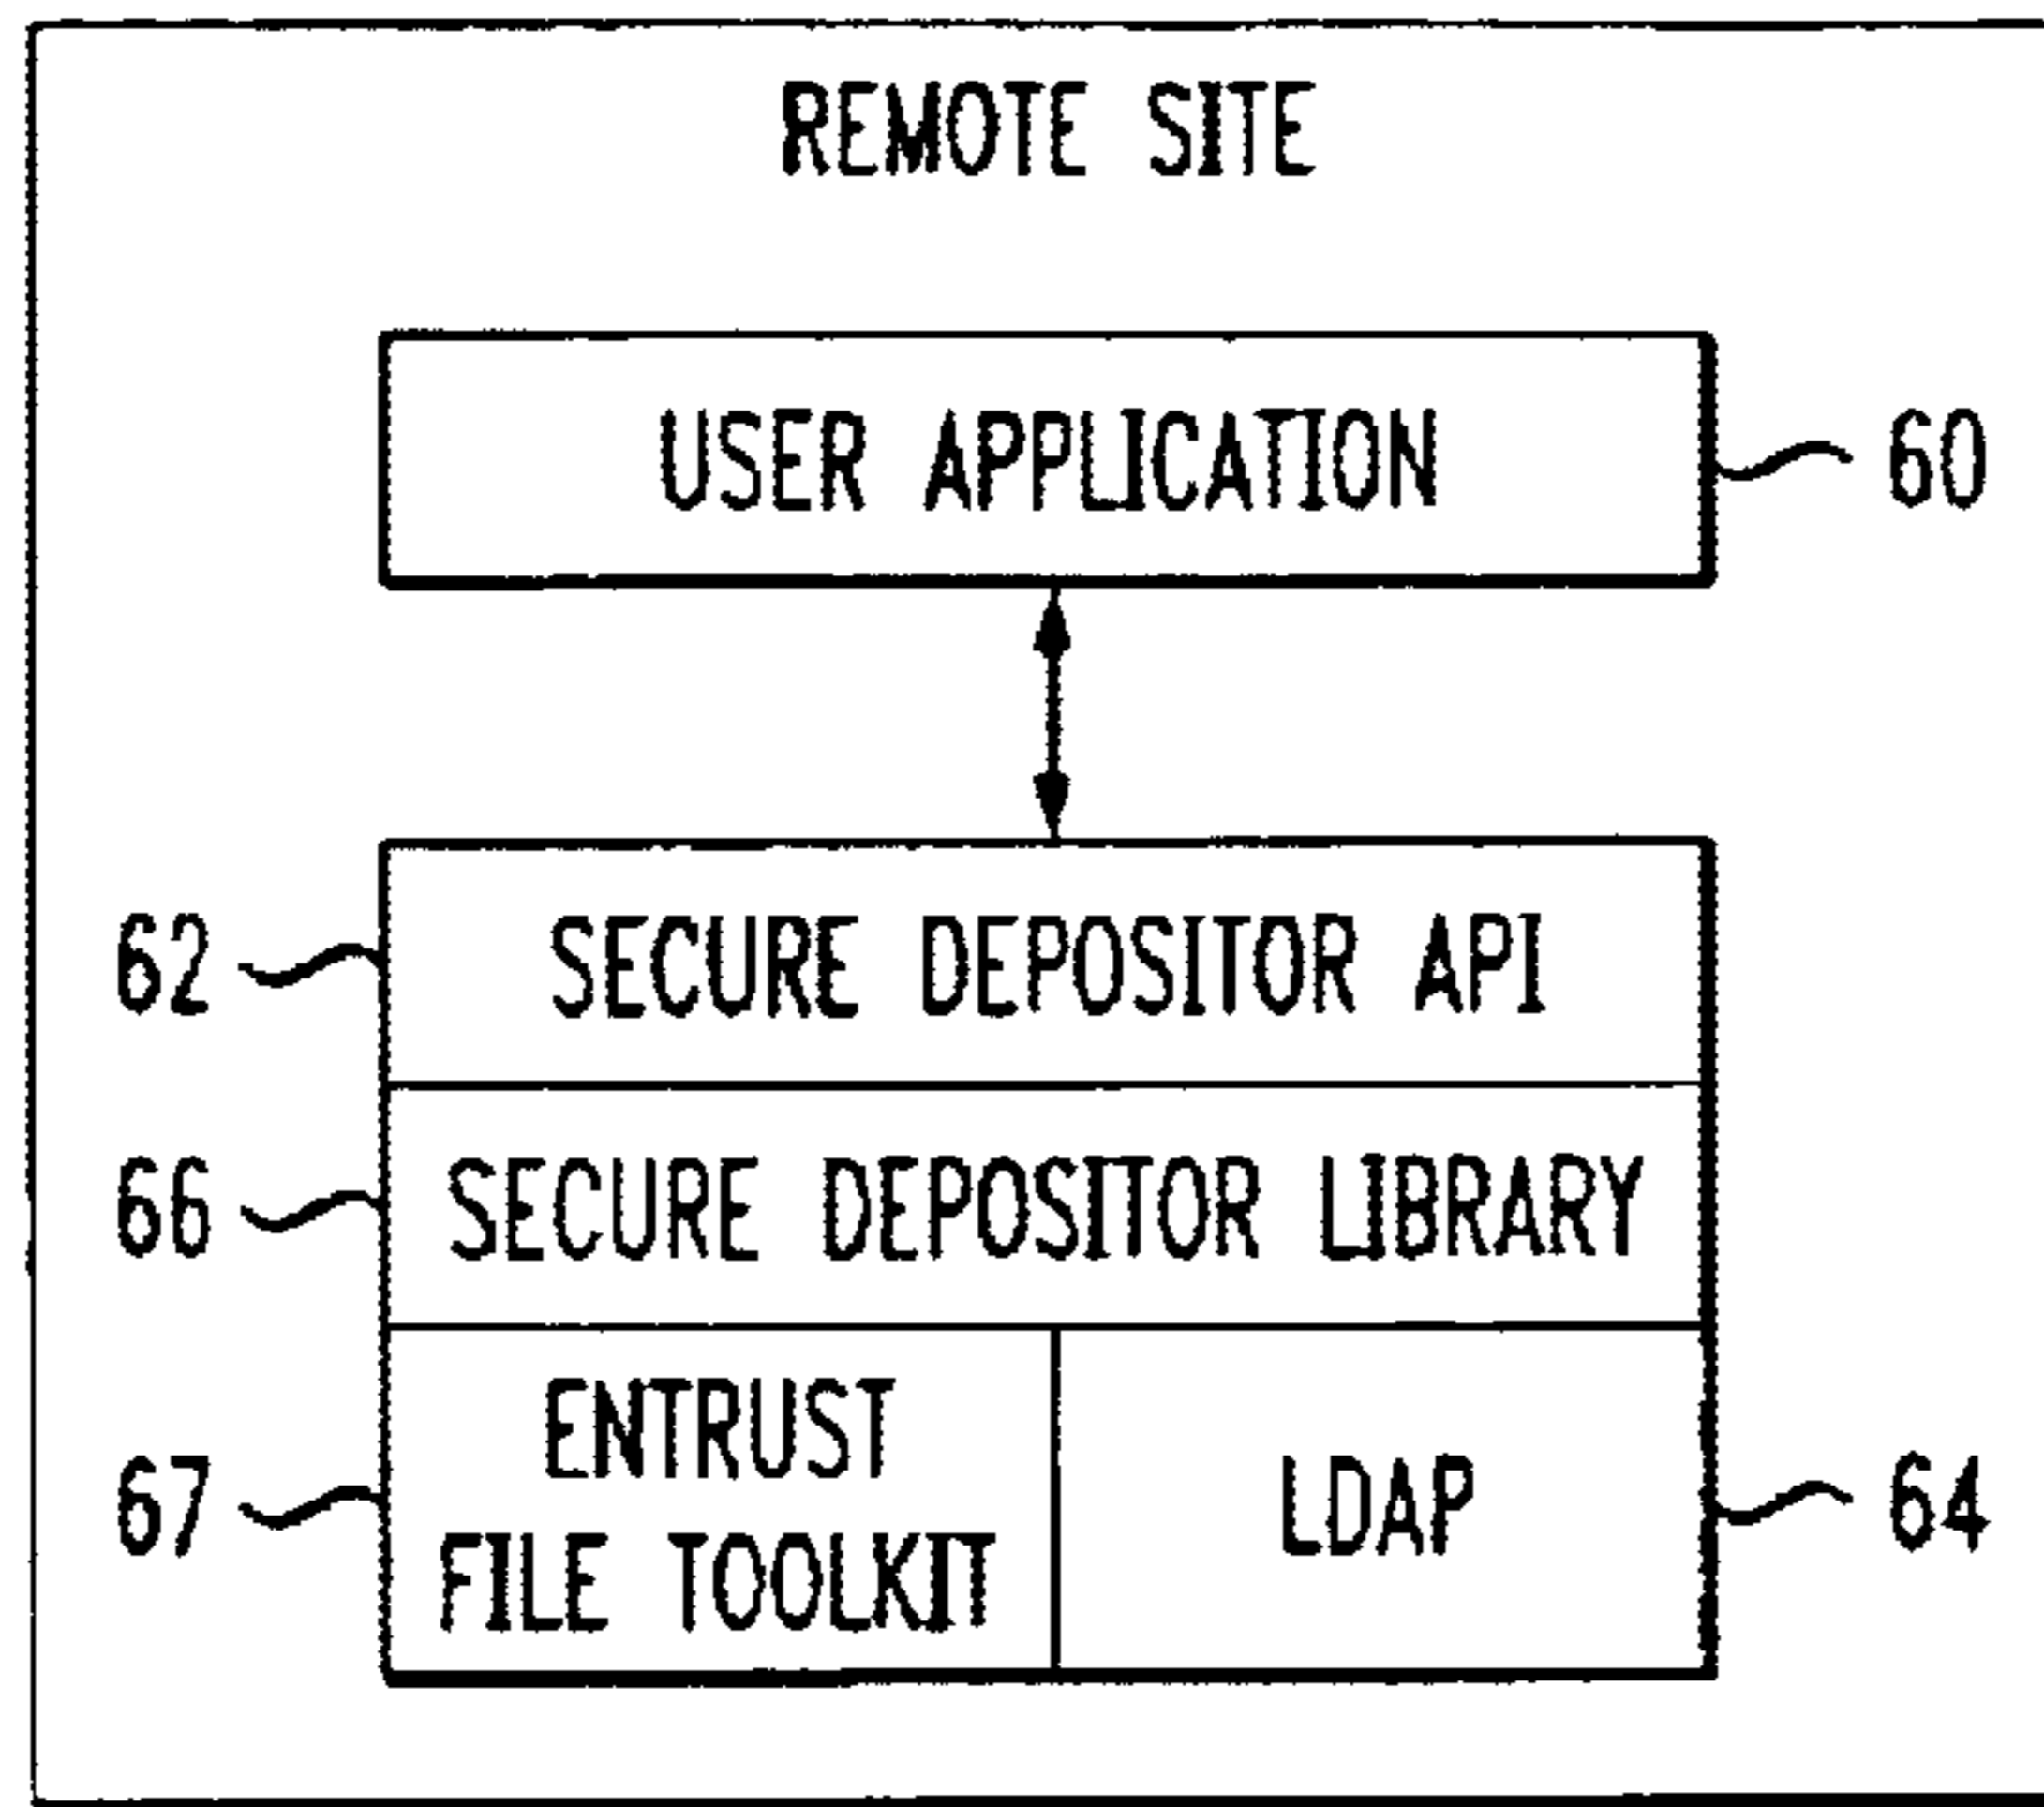 REMOTE SITE
USER APPLICATION
60
62
SECURE DEPOSITOR API
66
SECURE DEPOSITOR LIBRARY
ENTRUST
FILE TOOLKIT
67
LDAP
64